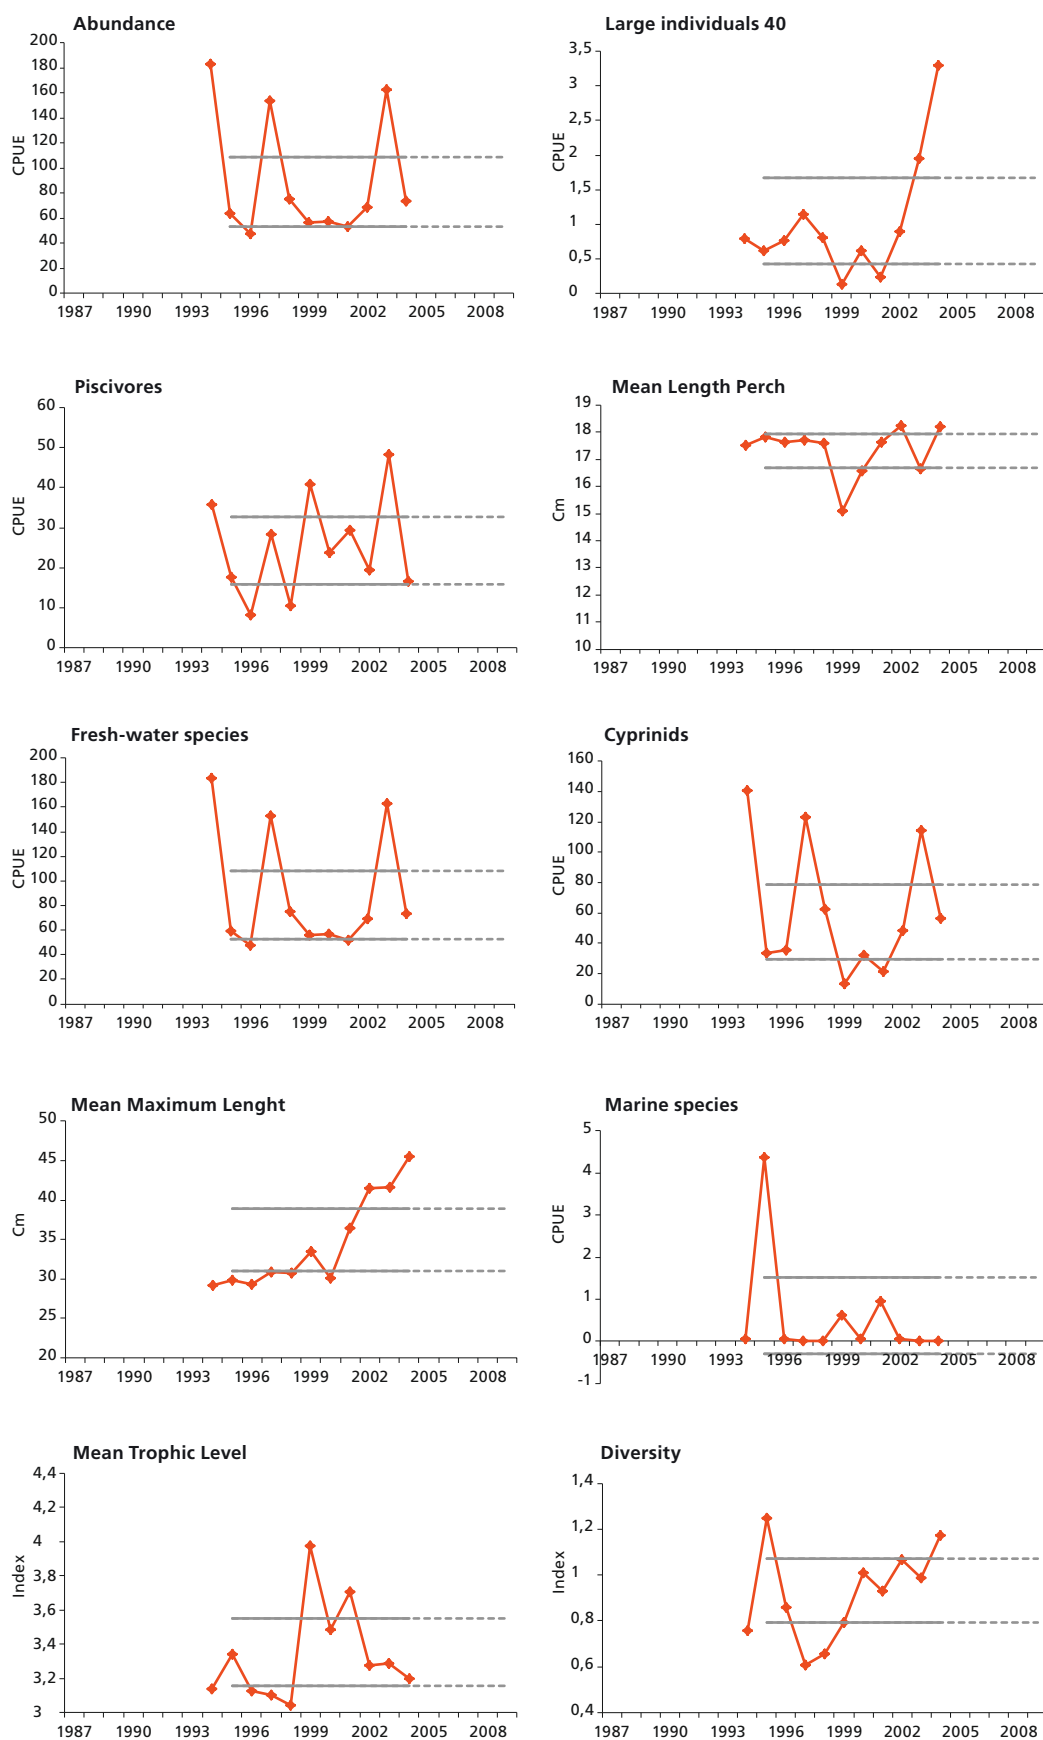 Abundance
200
180
160
140
120
100
80
60
40
20
0
CPUE
1987 1990 1993 1996 1999 2002 2005 2008
Large individuals 40
3,5
3
2,5
2
1,5
1
0,5
0
CPUE
1987 1990 1993 1996 1999 2002 2005 2008
Piscivores
60
50
40
30
20
10
0
CPUE
1987 1990 1993 1996 1999 2002 2005 2008
Mean Length Perch
19
18
17
16
15
14
13
12
11
10
Cm
1987 1990 1993 1996 1999 2002 2005 2008
Fresh-water species
200
180
160
140
120
100
80
60
40
20
0
CPUE
1987 1990 1993 1996 1999 2002 2005 2008
Cyprinids
160
140
120
100
80
60
40
20
0
CPUE
1987 1990 1993 1996 1999 2002 2005 2008
Mean Maximum Lenght
50
45
40
35
30
25
20
Cm
1987 1990 1993 1996 1999 2002 2005 2008
Marine species
5
4
3
2
1
0
-1
CPUE
1987 1990 1993 1996 1999 2002 2005 2008
Mean Trophic Level
4,4
4,2
4
3,8
3,6
3,4
3,2
3
Index
1987 1990 1993 1996 1999 2002 2005 2008
Diversity
1,4
1,2
1
0,8
0,6
0,4
Index
1987 1990 1993 1996 1999 2002 2005 2008